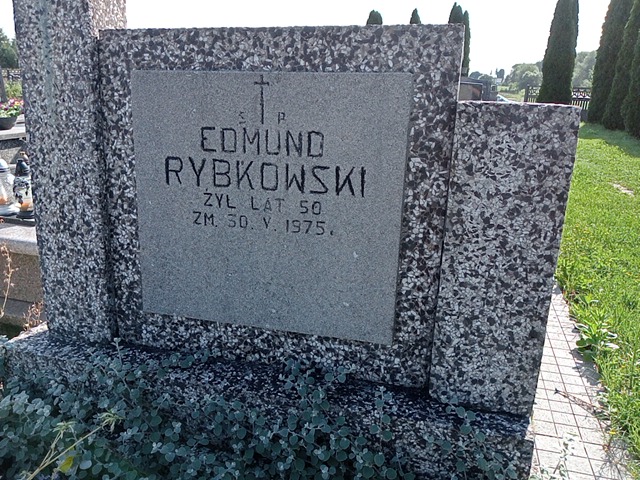 Ś P
EDMUND
RYBKOWSKI
ŻYŁ LAT 50
ZM. 30. V. 1975.